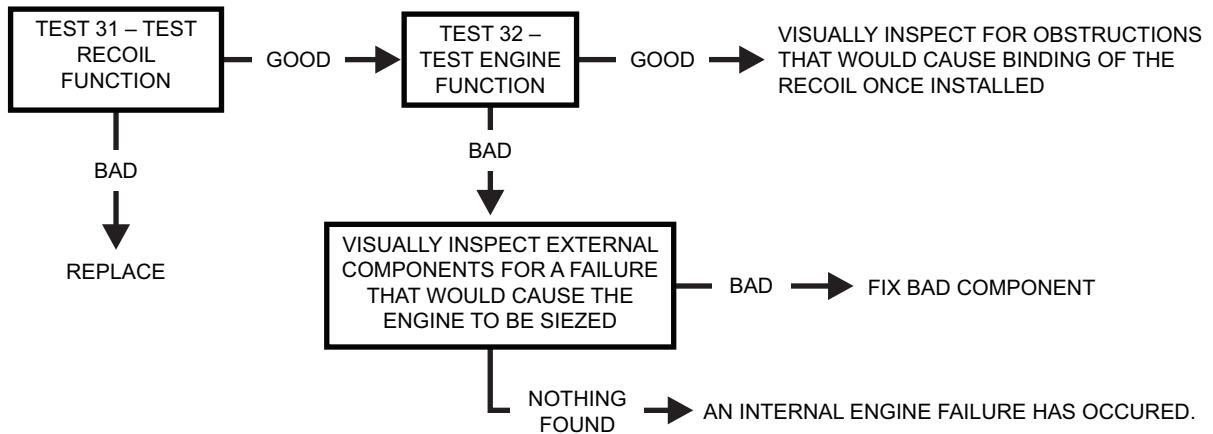 TEST 31 – TEST
RECOIL
FUNCTION
GOOD
TEST 32 –
TEST ENGINE
FUNCTION
GOOD
VISUALLY INSPECT FOR OBSTRUCTIONS
THAT WOULD CAUSE BINDING OF THE
RECOIL ONCE INSTALLED
BAD
REPLACE
BAD
VISUALLY INSPECT EXTERNAL
COMPONENTS FOR A FAILURE
THAT WOULD CAUSE THE
ENGINE TO BE SIEZED
BAD
FIX BAD COMPONENT
NOTHING
FOUND
AN INTERNAL ENGINE FAILURE HAS OCCURED.